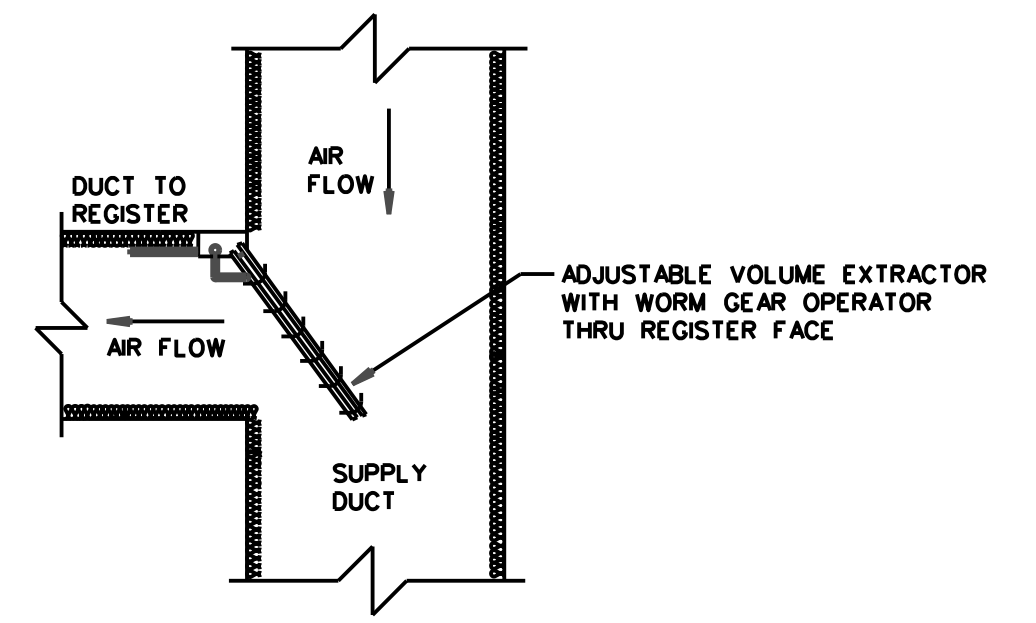 AIR
FLOW
DUCT TO
REGISTER
ADJUSTABLE VOLUME EXTRACTOR
WITH WORM GEAR OPERATOR
THRU REGISTER FACE
AIR FLOW
SUPPLY
DUCT